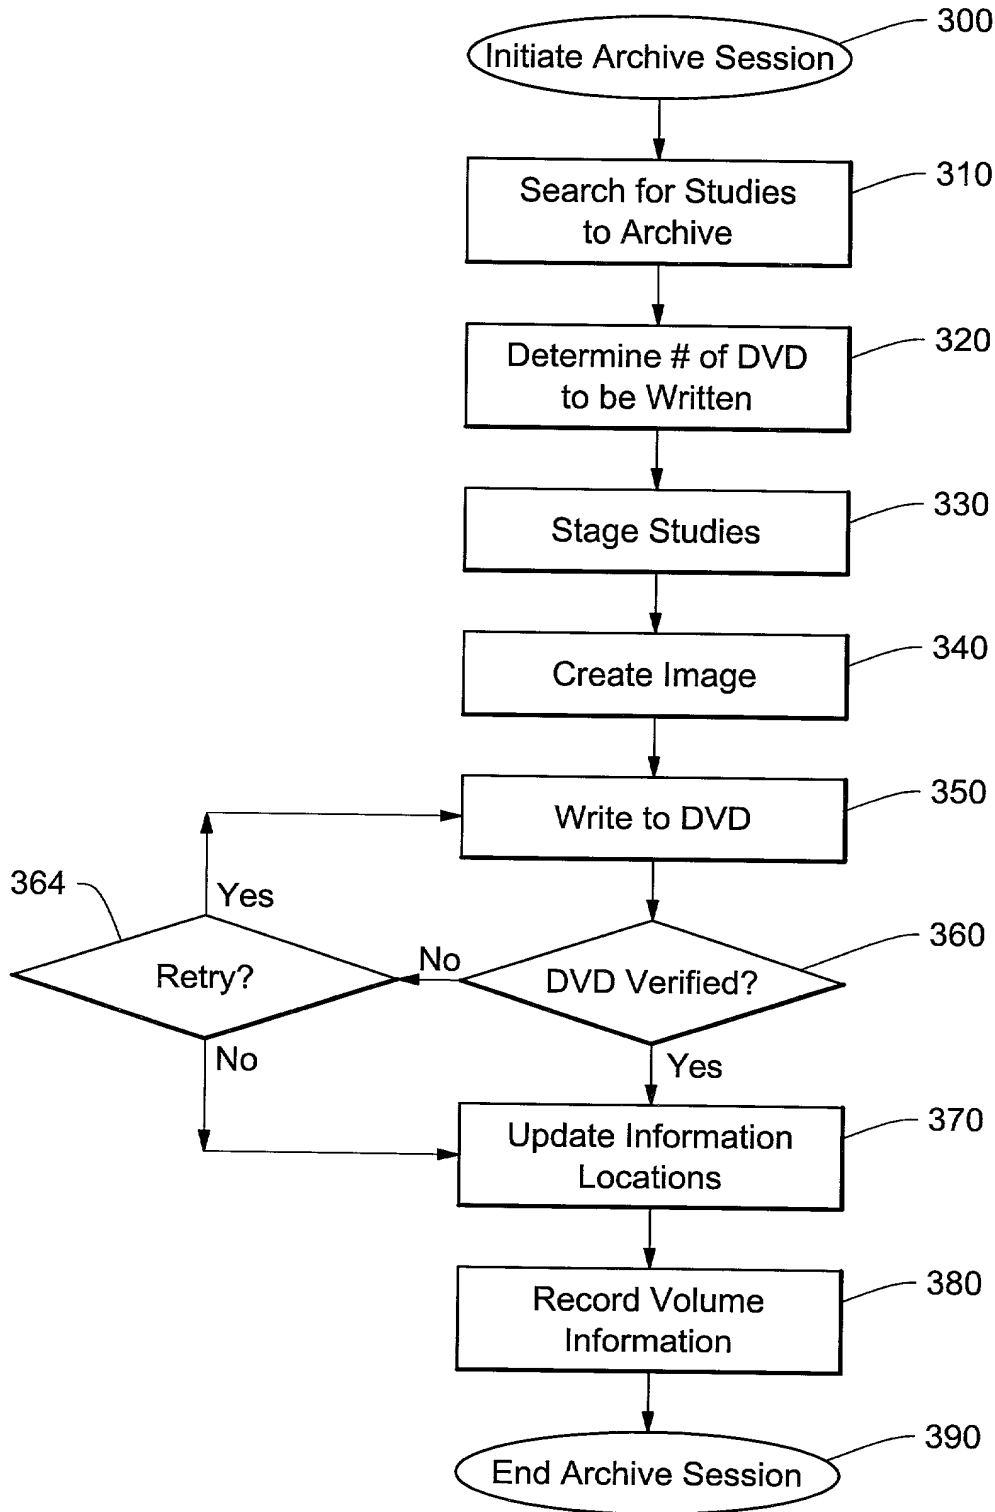 300
Initiate Archive Session
310
Search for Studies
to Archive
320
Determine # of DVD
to be Written
330
Stage Studies
340
Create Image
350
Write to DVD
364
Yes
360
Retry?
No
DVD Verified?
No
Yes
370
Update Information
Locations
380
Record Volume
Information
390
End Archive Session